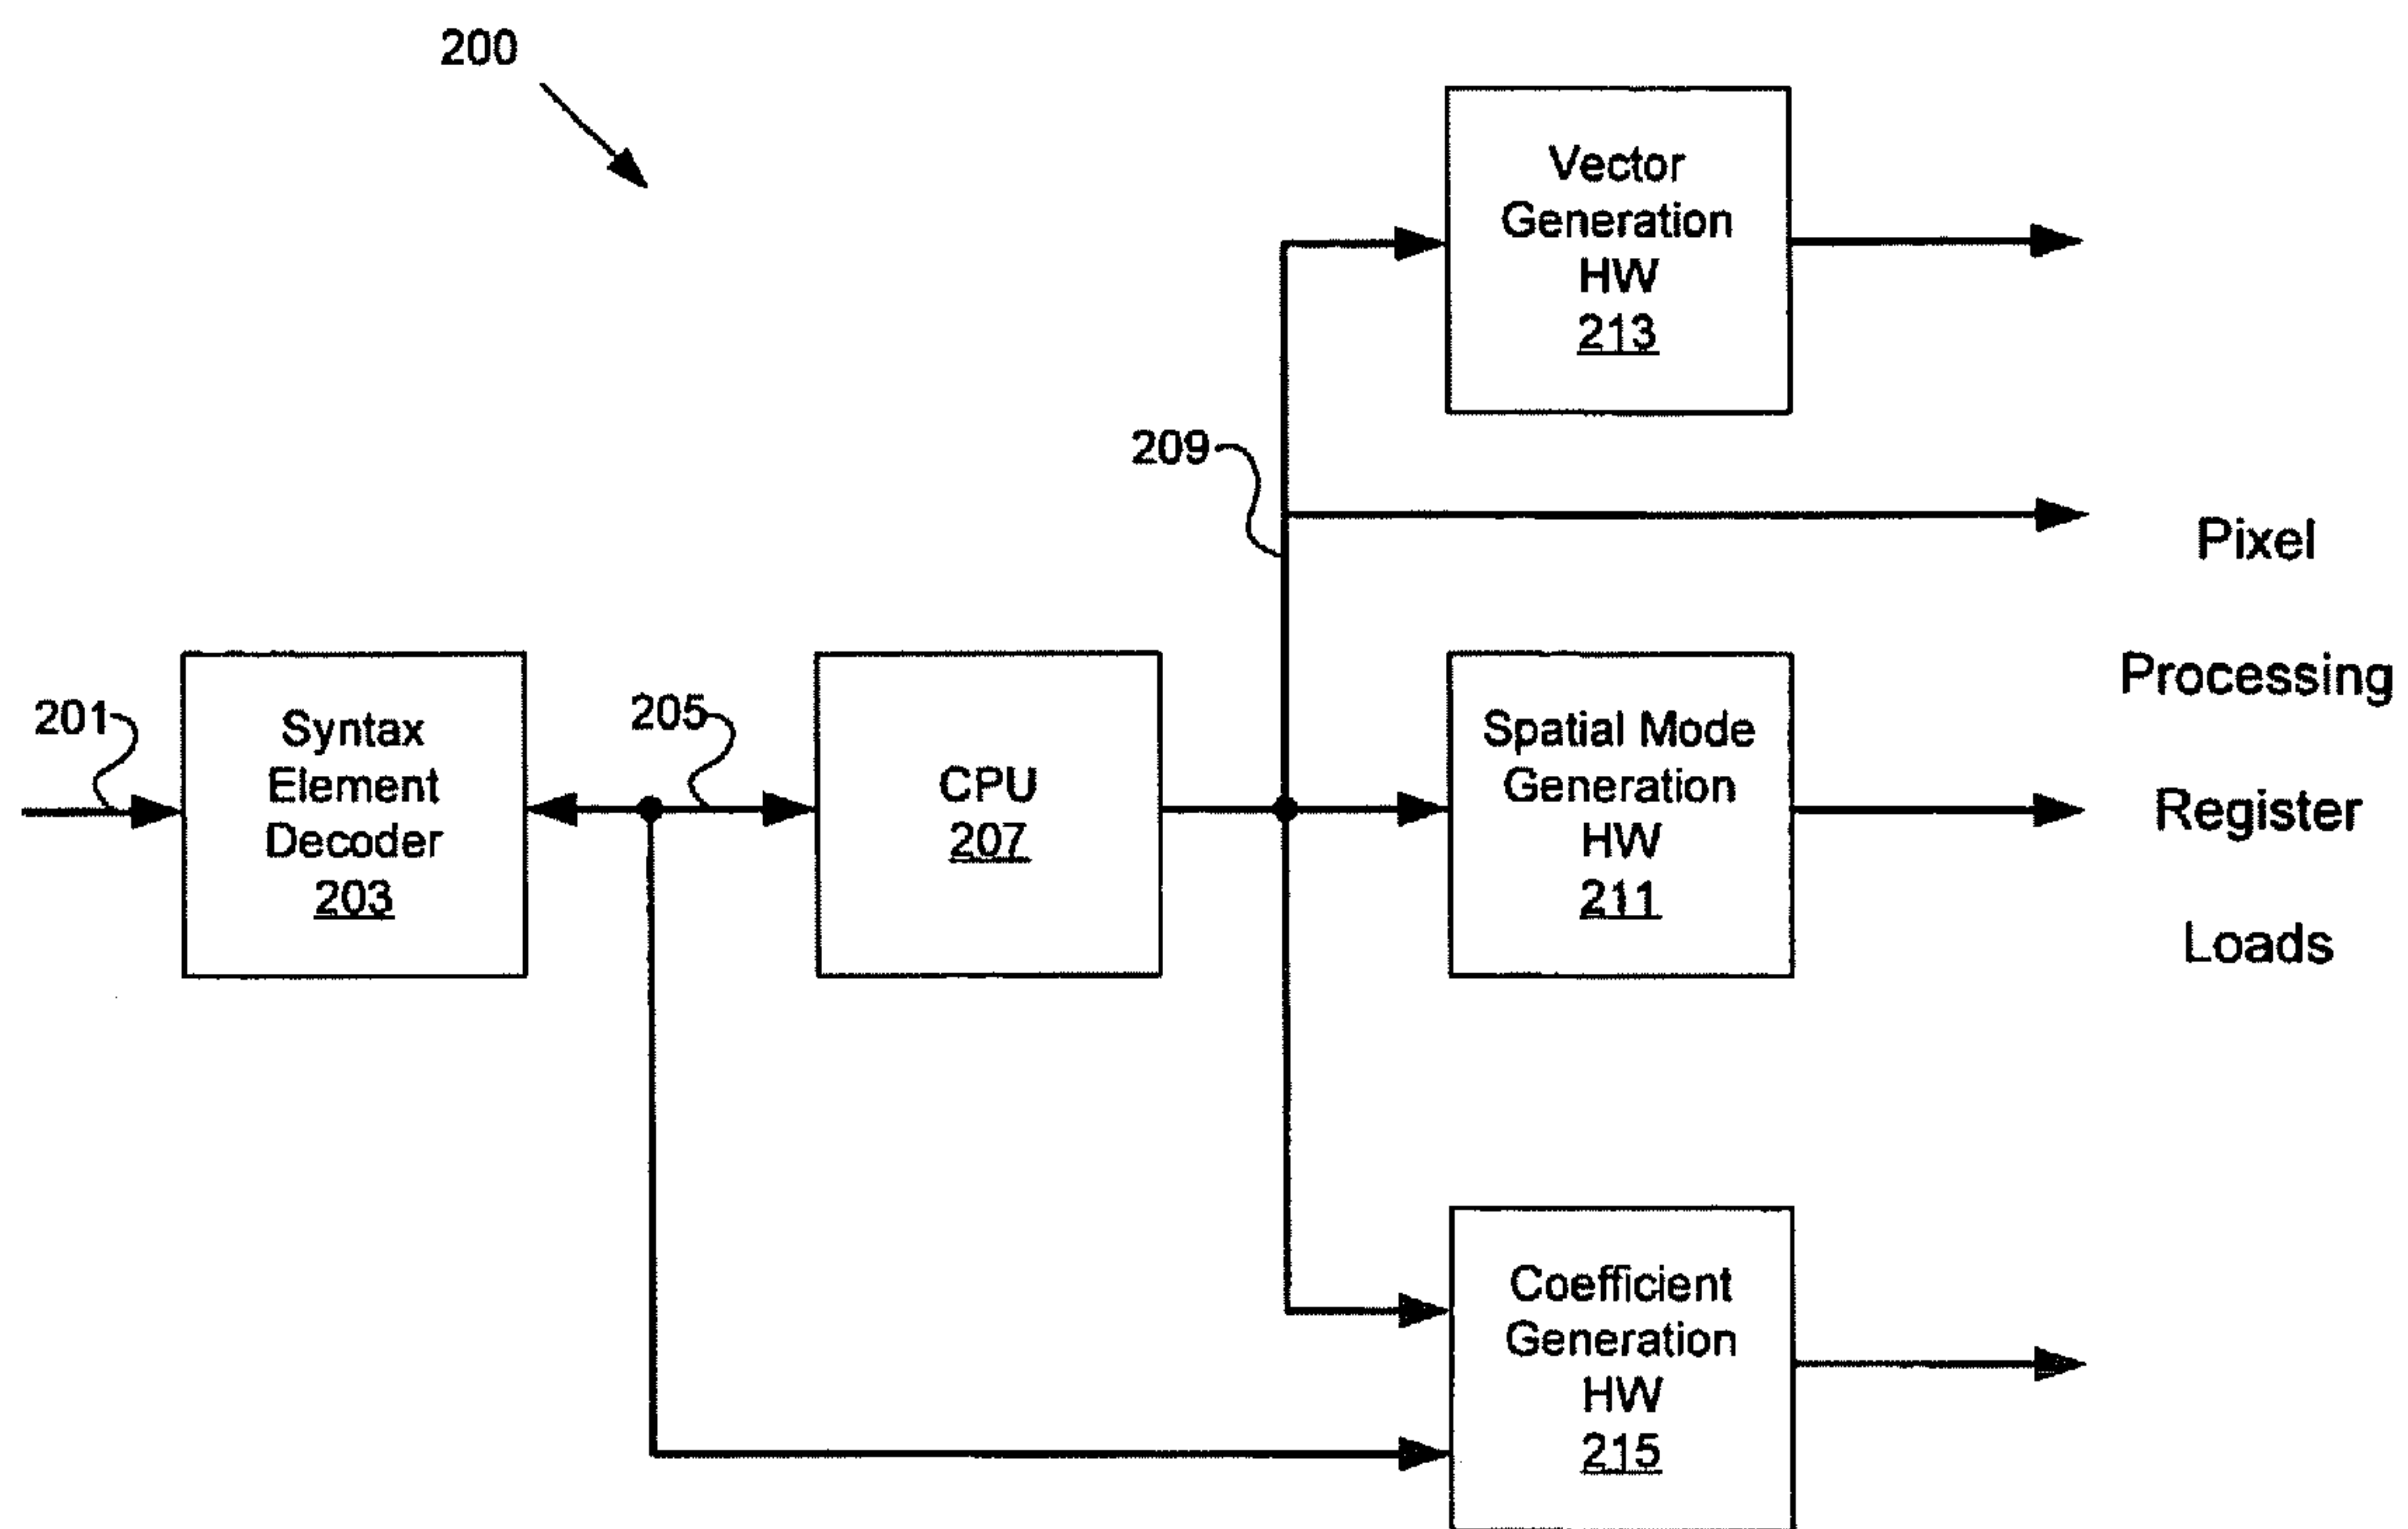 200
Vector
Generation
HW
213
209
Pixel
Processing
Register
Loads
201
Syntax
Element
Decoder
203
205
CPU
207
Spatial Mode
Generation
HW
211
Coefficient
Generation
HW
215